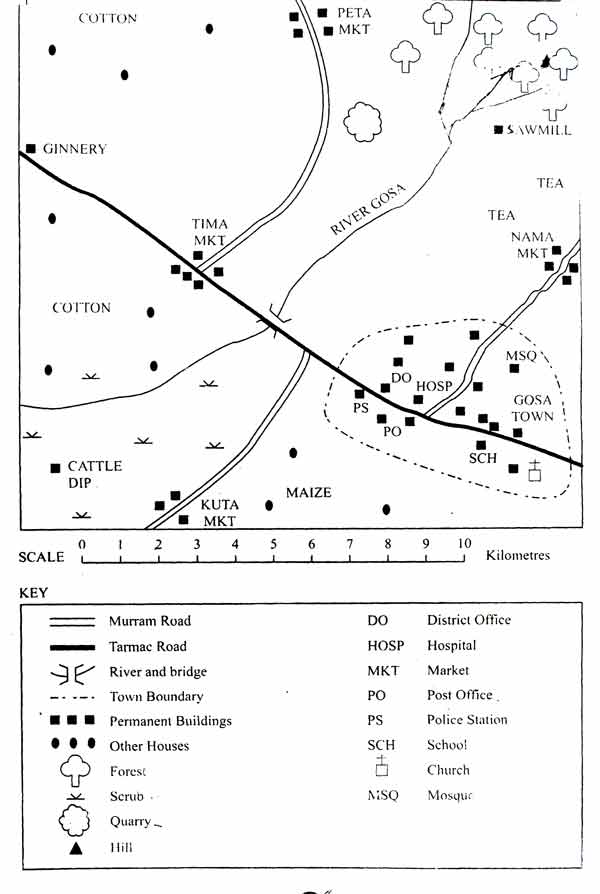 COTTON
PETA
MKT
GINNERY
SAWMILL
TEA
RIVER GOSA
TEA
TIMA
MKT
NAMA
MKT
COTTON
MSQ
DO
HOSP
GOSA
TOWN
PS
PO
SCH
CATTLE
DIP
MAIZE
KUTA
MKT
SCALE 0 1 2 3 4 5 6 7 8 9 10 Kilometres
KEY
Murram Road
Tarmac Road
River and bridge
Town Boundary
Permanent Buildings
Other Houses
Forest
Scrub
Quarry
Hill
DO District Office
HOSP Hospital
MKT Market
PO Post Office
PS Police Station
SCH School
Church
MSQ Mosque